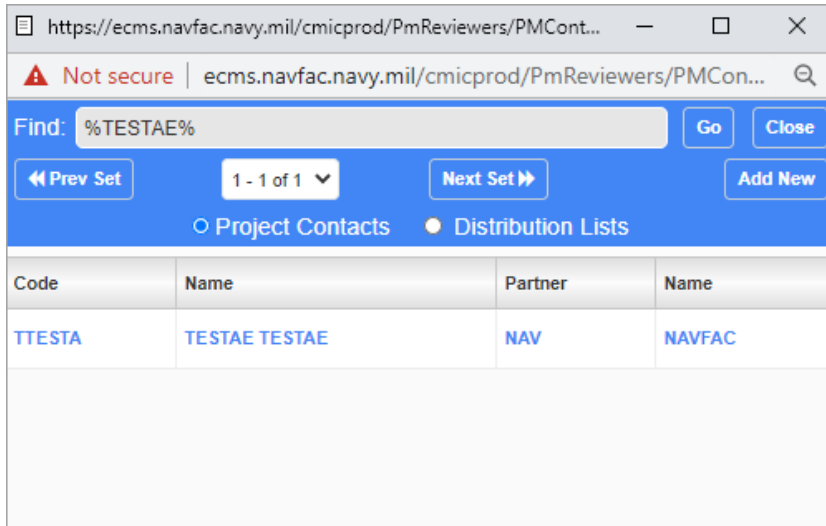 https://ecms.navfac.navy.mil/cmicprod/PmReviewers/PMCont...
Not secure | ecms.navfac.navy.mil/cmicprod/PmReviewers/PMCon...
Find: %TESTAE% Go Close
Prev Set 1 - 1 of 1 Next Set Add New
Project Contacts Distribution Lists
Code Name Partner Name
TTESTA TESTAE TESTAE NAV NAVFAC